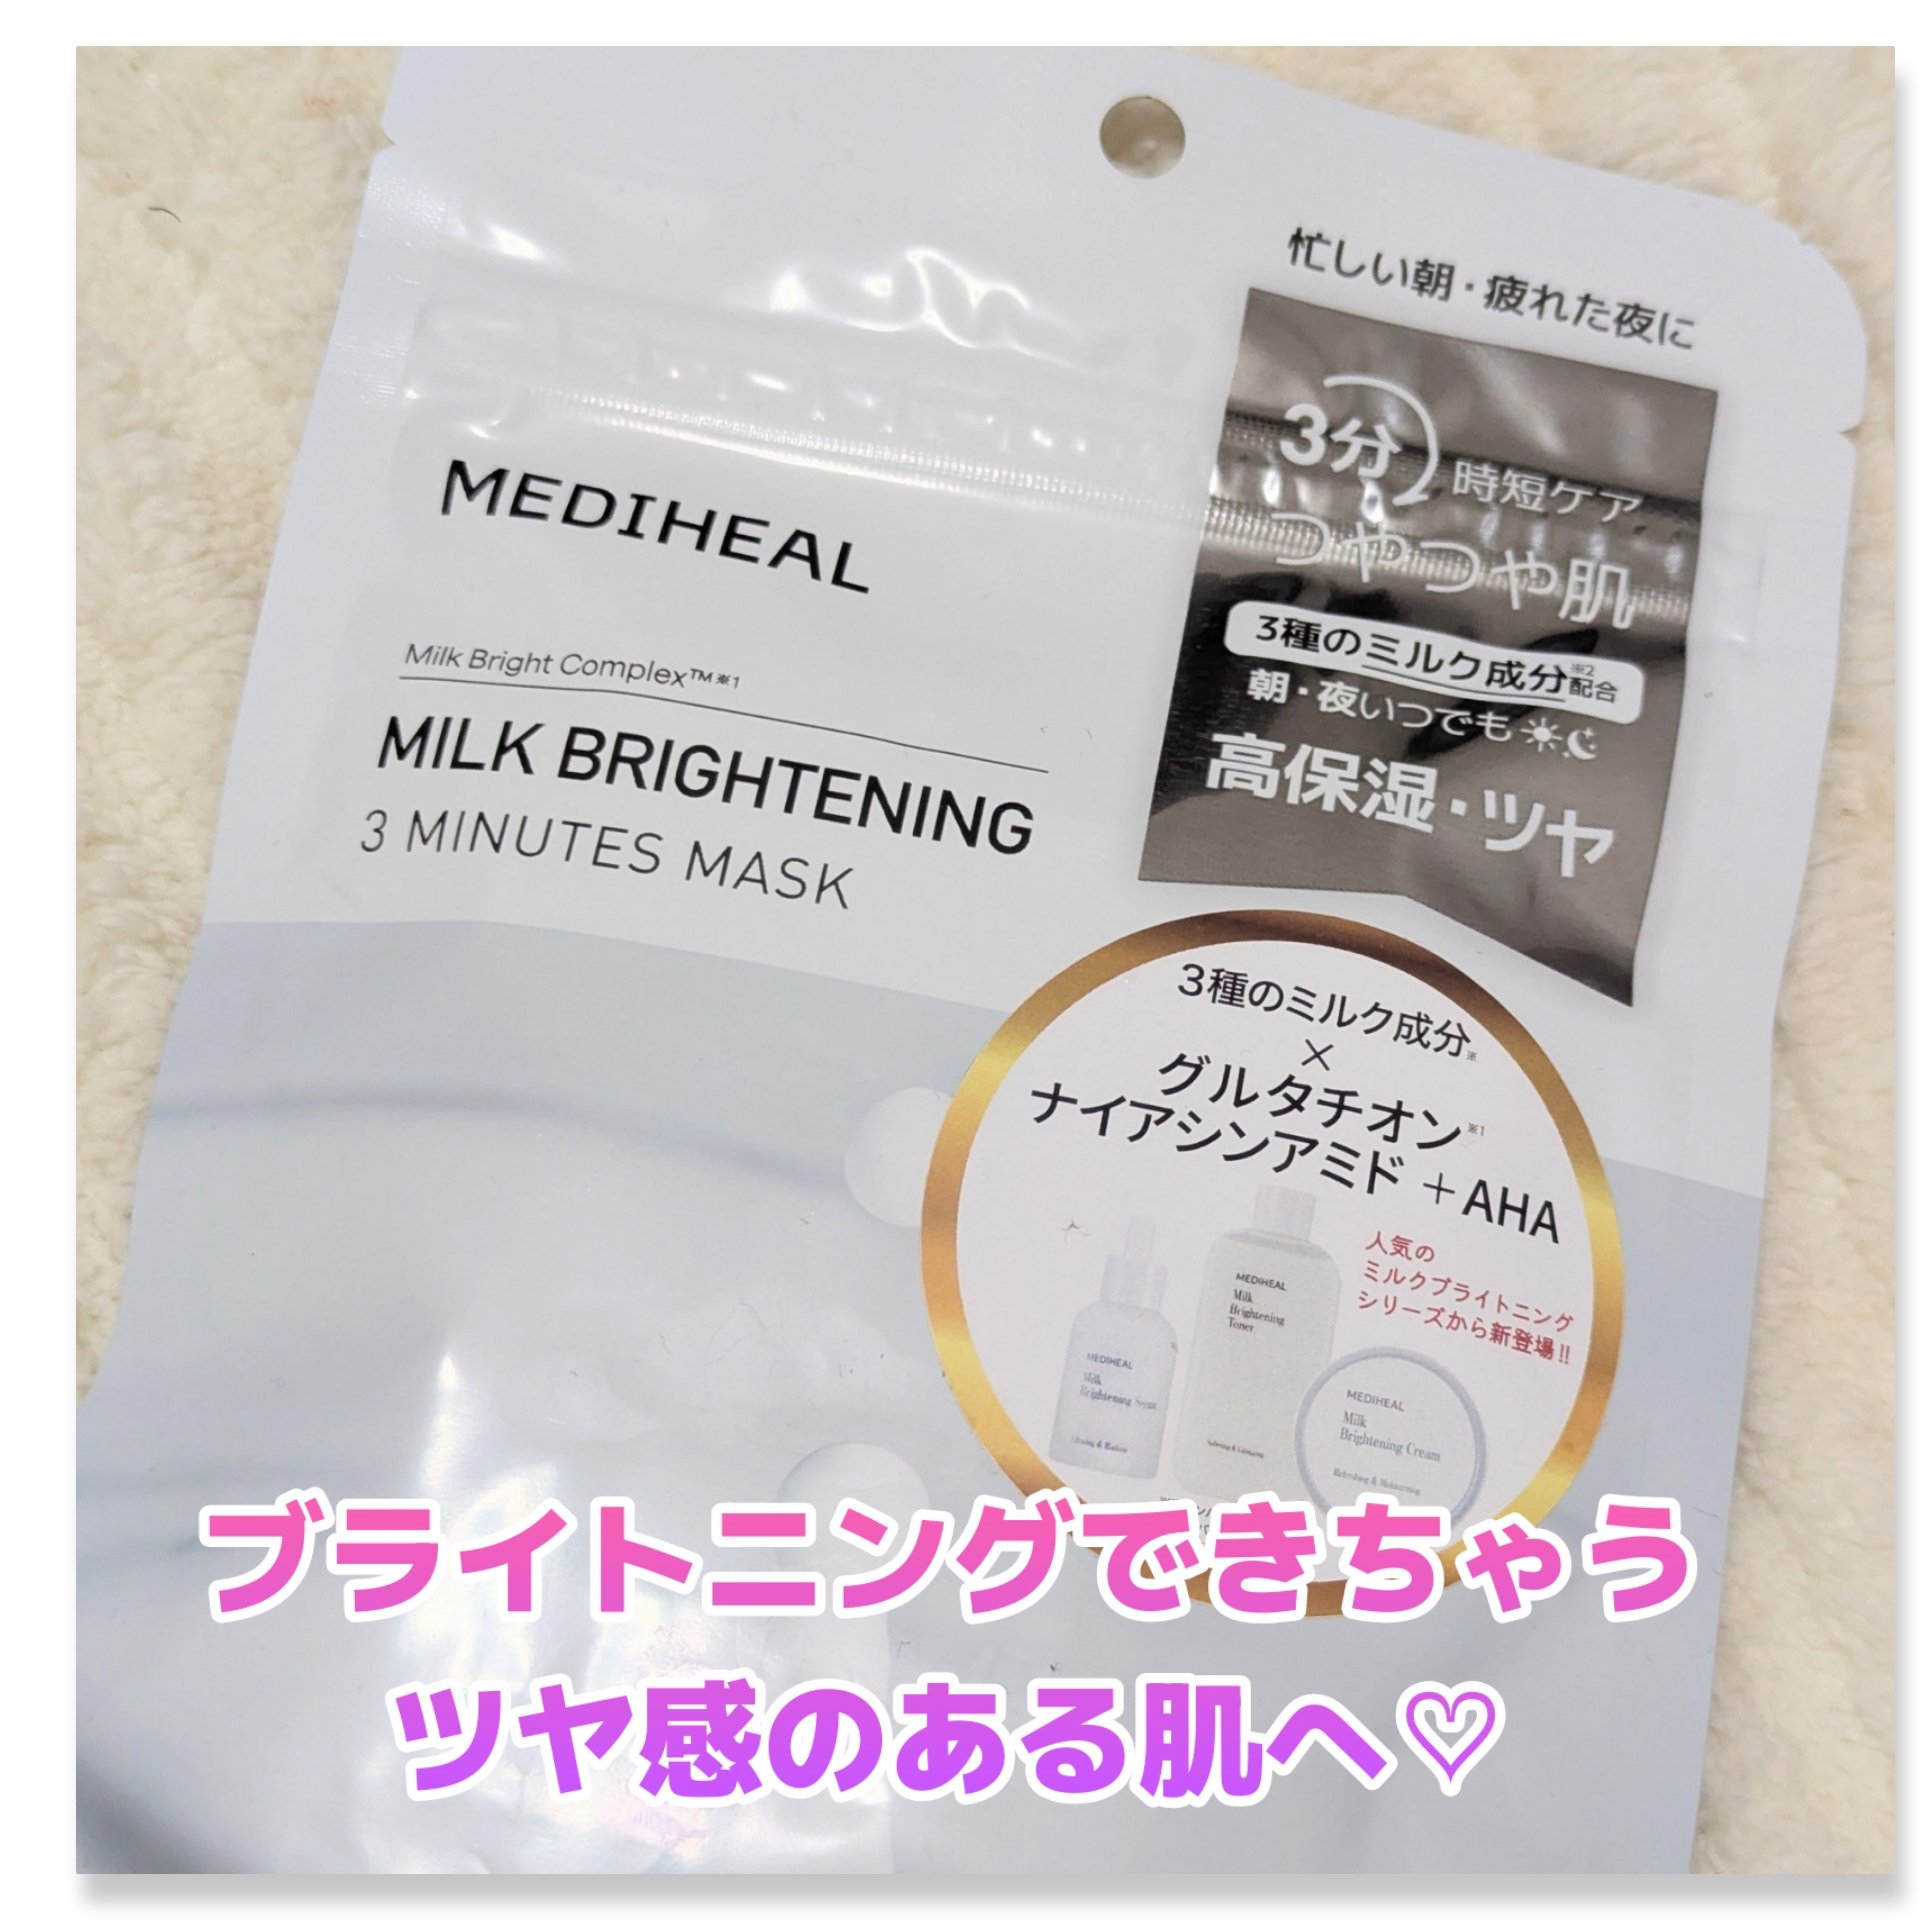 忙しい朝・疲れた夜に
3分 時短ケア
つやつや肌
3種のミルク成分※2配合
朝・夜いつでも
高保湿・ツヤ
MEDIHEAL
Milk Bright Complex™※1
MILK BRIGHTENING
3 MINUTES MASK
3種のミルク成分※
×
グルタチオン※1
ナイアシンアミド +AHA
人気の
ミルクブライトニング
シリーズから新登場!!
MEDIHEAL
Milk
Brightening
Toner
MEDIHEAL
Milk
Brightening Serum
MEDIHEAL
Milk
Brightening Cream
ブライトニングできちゃう
ツヤ感のある肌へ♡